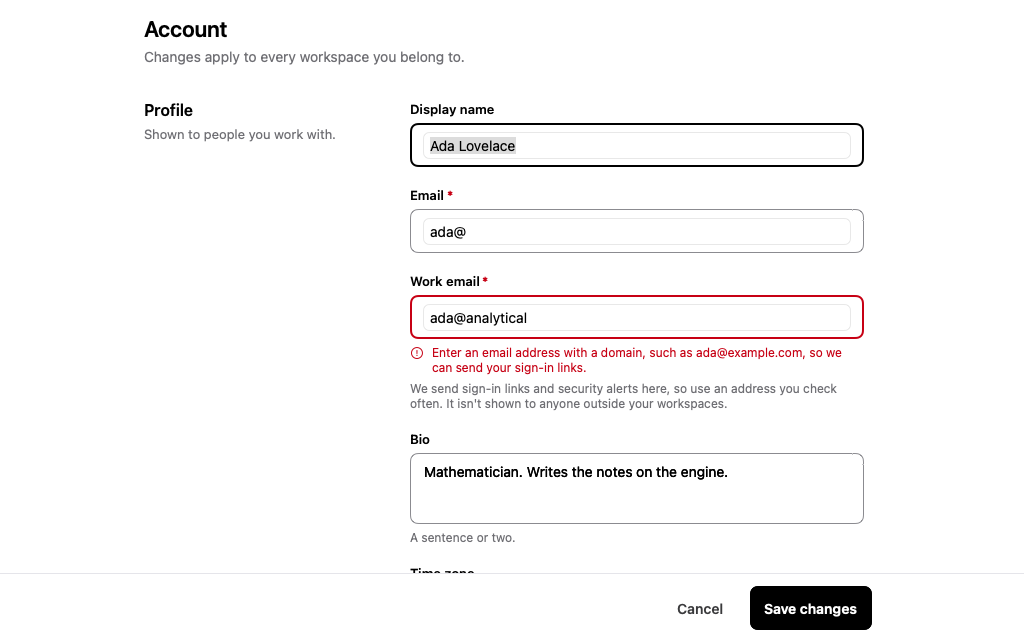 Account
Changes apply to every workspace you belong to.
Profile
Shown to people you work with.
Display name
Ada Lovelace
Email *
ada@
Work email *
ada@analytical
Enter an email address with a domain, such as ada@example.com, so we
can send your sign-in links.
We send sign-in links and security alerts here, so use an address you check
often. It isn't shown to anyone outside your workspaces.
Bio
Mathematician. Writes the notes on the engine.
A sentence or two.
Time zone
Cancel
Save changes